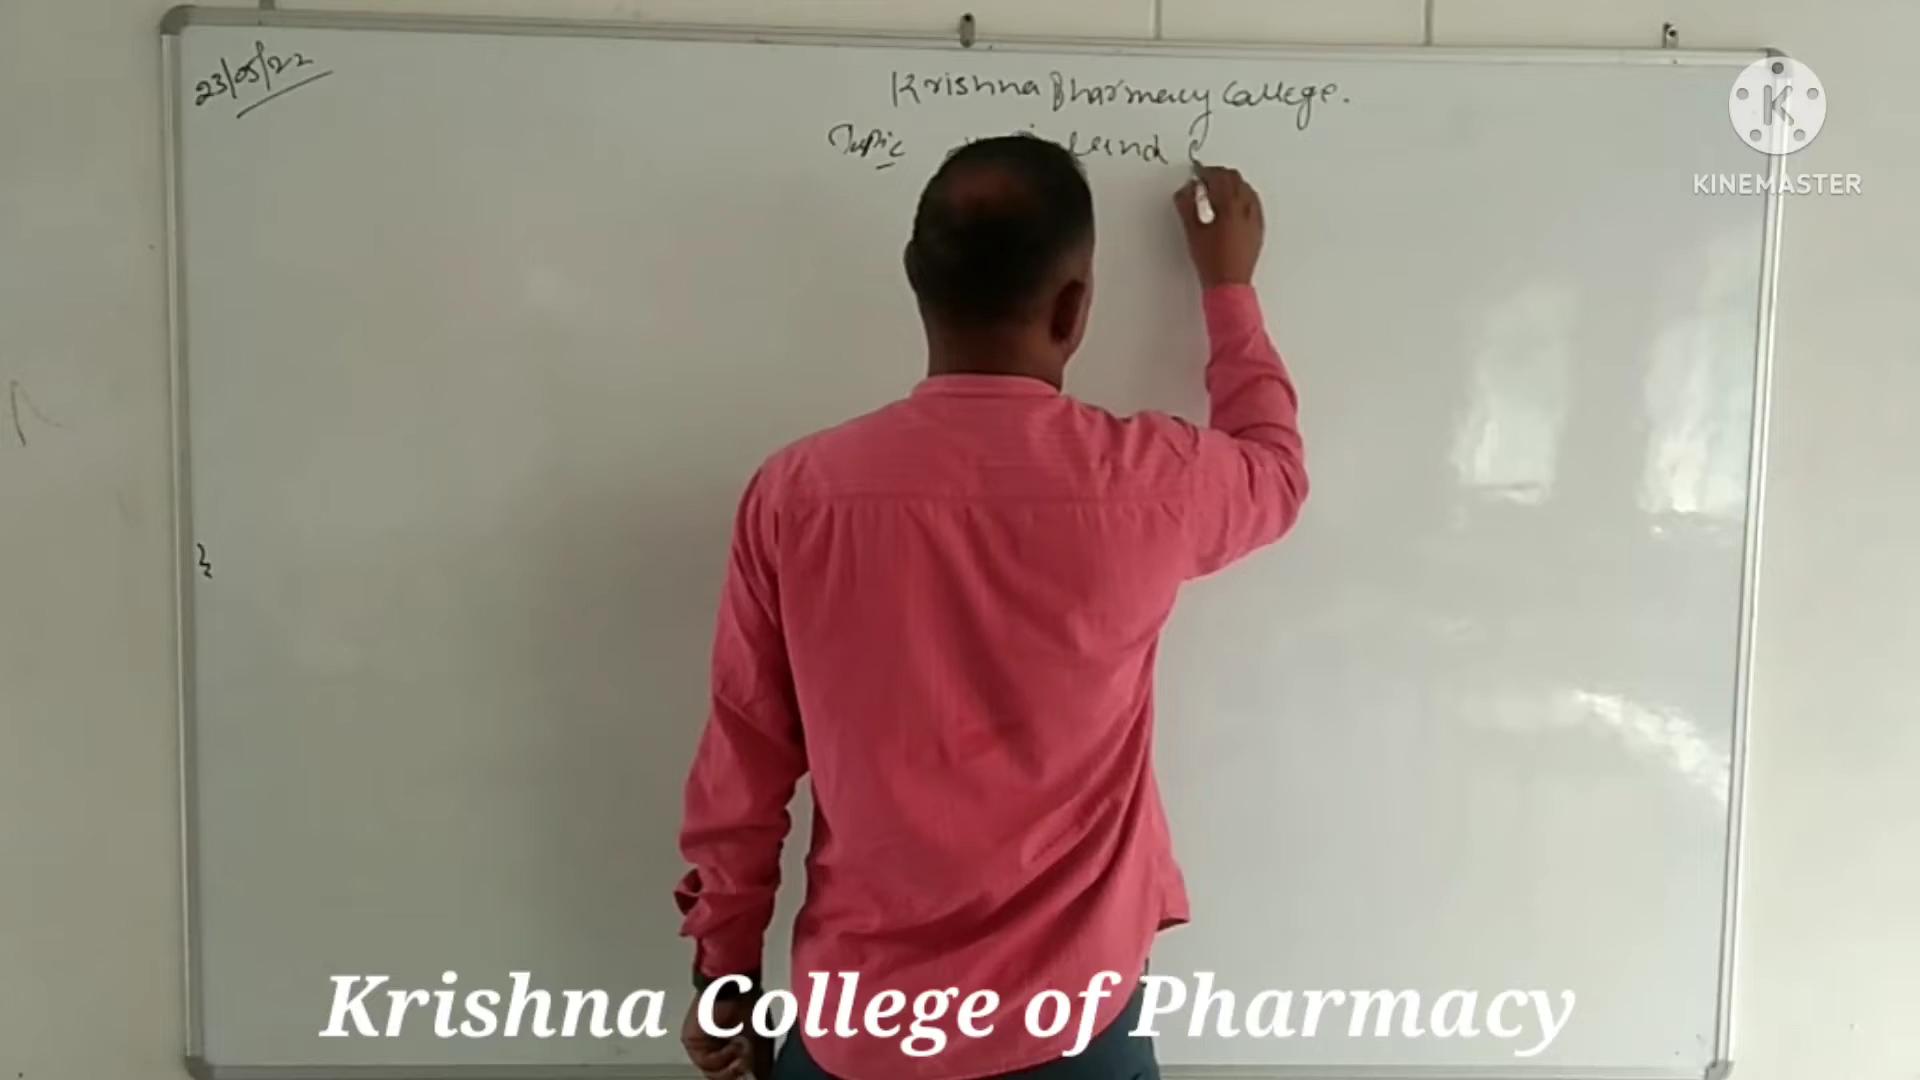 23/05/22
Krishna Pharmacy College.
Topic
K
KINEMASTER
Krishna College of Pharmacy